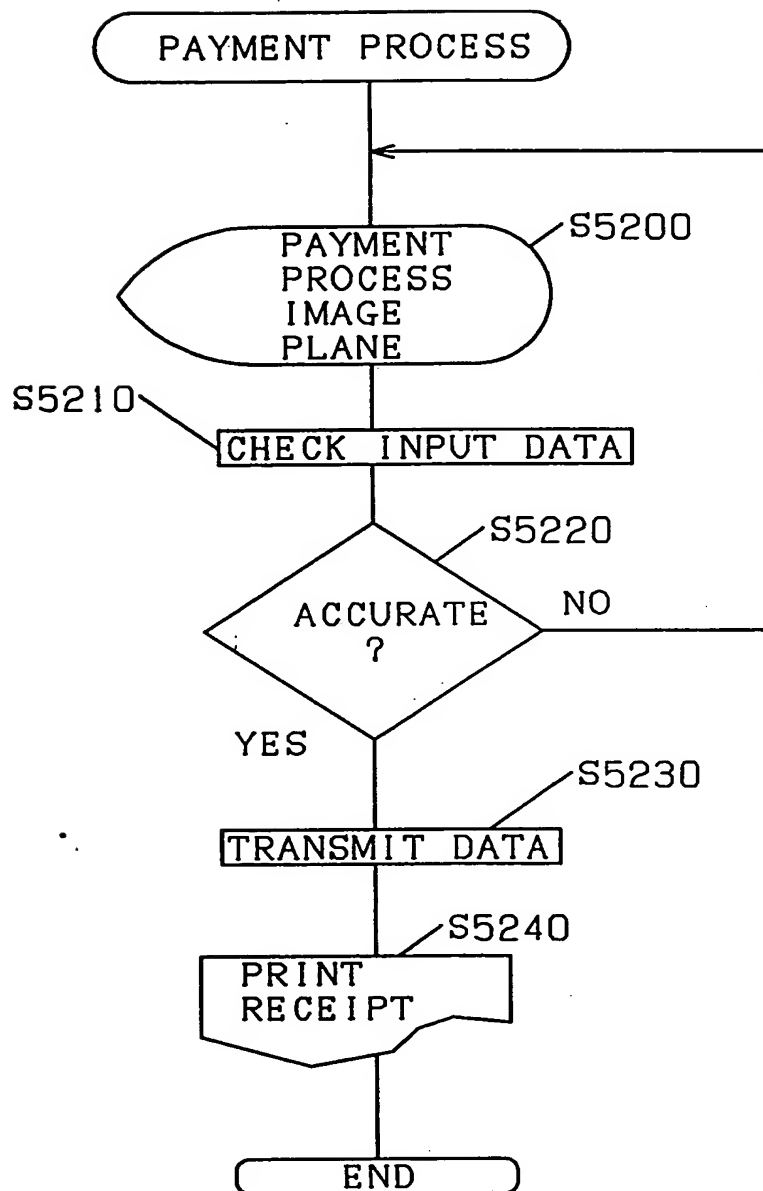 PAYMENT PROCESS
S5200
PAYMENT
PROCESS
IMAGE
PLANE
S5210
CHECK INPUT DATA
S5220
ACCURATE
?
NO
YES
S5230
TRANSMIT DATA
S5240
PRINT
RECEIPT
END